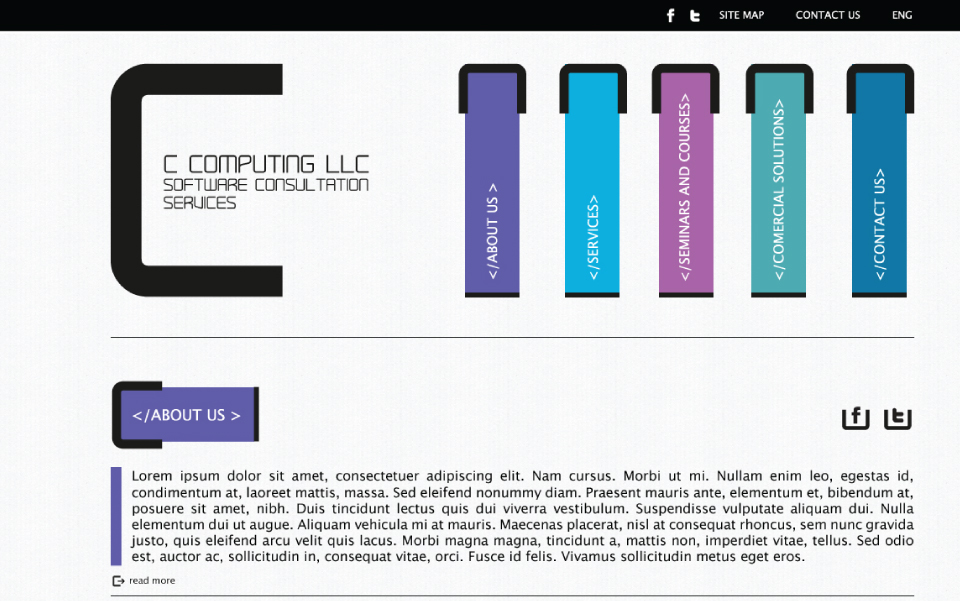 SITE MAP CONTACT US ENG
C COMPUTING LLC
SOFTWARE CONSULTATION
SERVICES
</ABOUT US >
</SERVICES>
</SEMINARS AND COURSES>
</COMERCIAL SOLUTIONS>
</CONTACT US>
</ABOUT US >
Lorem ipsum dolor sit amet, consectetuer adipiscing elit. Nam cursus. Morbi ut mi. Nullam enim leo, egestas id,
condimentum at, laoreet mattis, massa. Sed eleifend nonummy diam. Praesent mauris ante, elementum et, bibendum at,
posuere sit amet, nibh. Duis tincidunt lectus quis dui viverra vestibulum. Suspendisse vulputate aliquam dui. Nulla
elementum dui ut augue. Aliquam vehicula mi at mauris. Maecenas placerat, nisl at consequat rhoncus, sem nunc gravida
justo, quis eleifend arcu velit quis lacus. Morbi magna magna, tincidunt a, mattis non, imperdiet vitae, tellus. Sed odio
est, auctor ac, sollicitudin in, consequat vitae, orci. Fusce id felis. Vivamus sollicitudin metus eget eros.
read more